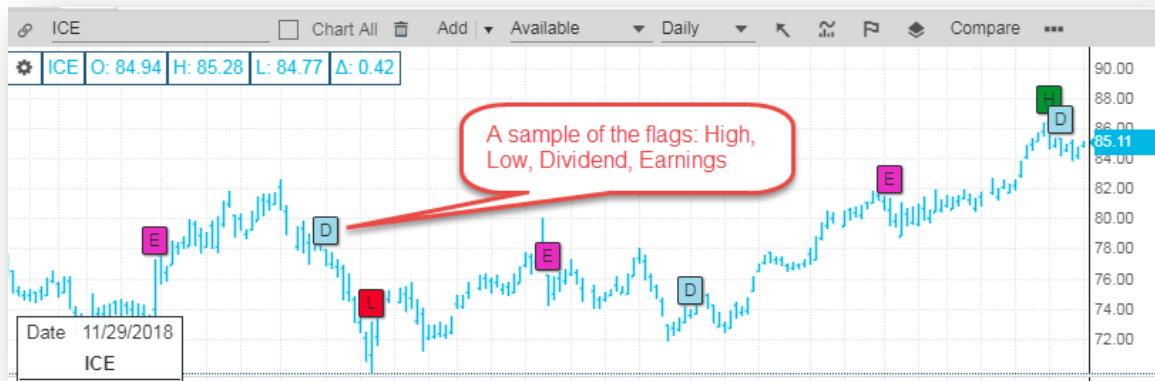 ICE Chart All Add Available Daily Compare
ICE O: 84.94 H: 85.28 L: 84.77 Δ: 0.42
90.00
88.00
H
D
86.00
A sample of the flags: High,
Low, Dividend, Earnings
85.11
84.00
E
82.00
D
80.00
E
78.00
E
76.00
D
L
74.00
Date 11/29/2018
72.00
ICE